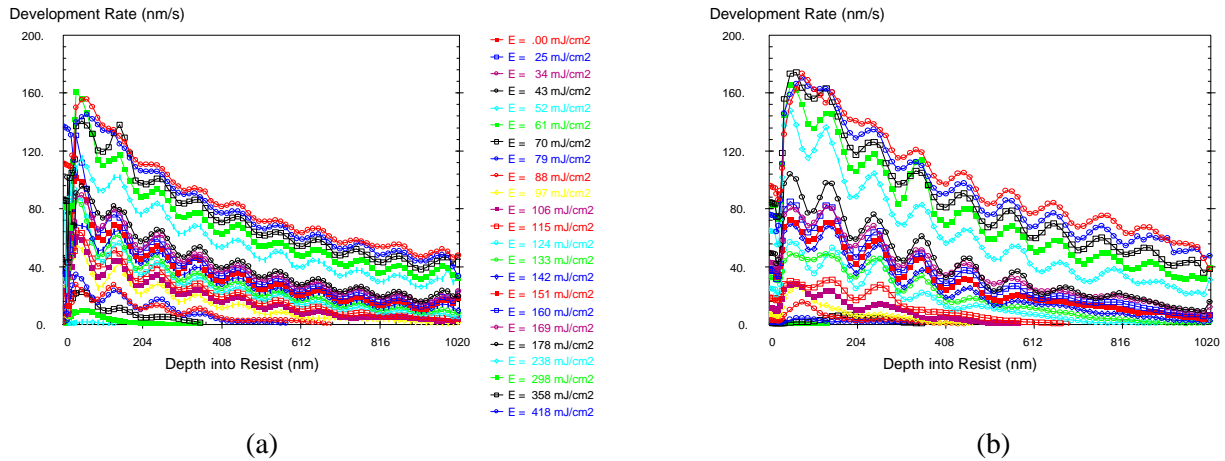 Development Rate (nm/s)
200.
160.
120.
80.
40.
0.
0
204
408
612
816
1020
Depth into Resist (nm)
E = .00 mJ/cm2
E = 25 mJ/cm2
E = 34 mJ/cm2
E = 43 mJ/cm2
E = 52 mJ/cm2
E = 61 mJ/cm2
E = 70 mJ/cm2
E = 79 mJ/cm2
E = 88 mJ/cm2
E = 97 mJ/cm2
E = 106 mJ/cm2
E = 115 mJ/cm2
E = 124 mJ/cm2
E = 133 mJ/cm2
E = 142 mJ/cm2
E = 151 mJ/cm2
E = 160 mJ/cm2
E = 169 mJ/cm2
E = 178 mJ/cm2
E = 238 mJ/cm2
E = 298 mJ/cm2
E = 358 mJ/cm2
E = 418 mJ/cm2
(a)
Development Rate (nm/s)
200.
160.
120.
80.
40.
0.
0
204
408
612
816
1020
Depth into Resist (nm)
(b)